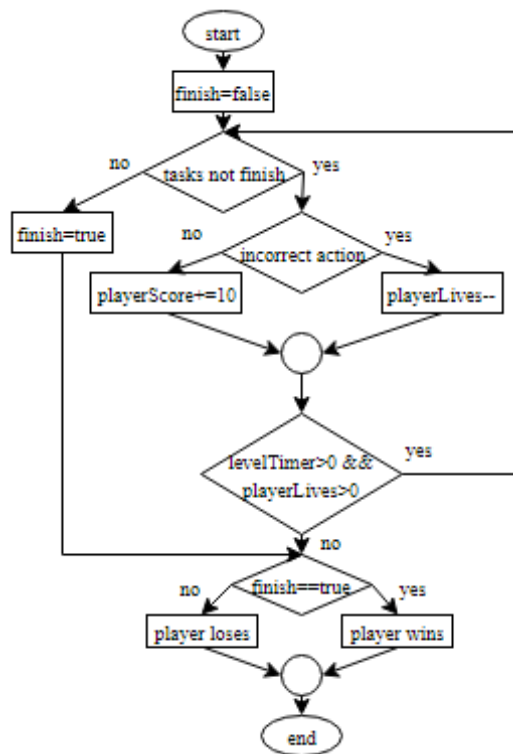 start
finish=false
no
yes
tasks not finish
finish=true
no
yes
incorrect action
playerScore+=10
playerLives--
levelTimer>0 &&
playerLives>0
yes
no
finish==true
no
yes
player loses
player wins
end